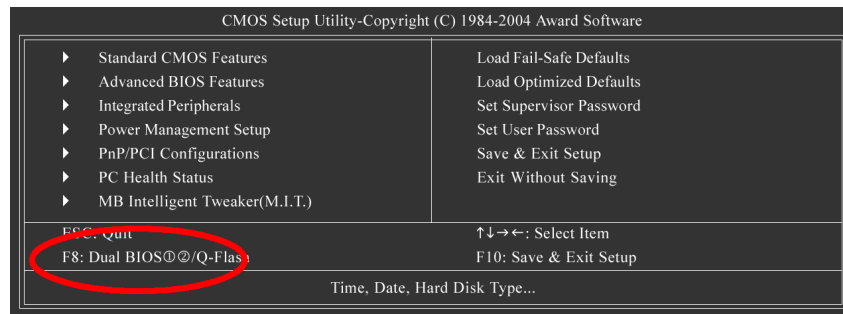 CMOS Setup Utility-Copyright (C) 1984-2004 Award Software
Standard CMOS Features
Advanced BIOS Features
Integrated Peripherals
Power Management Setup
PnP/PCI Configurations
PC Health Status
MB Intelligent Tweaker(M.I.T.)
Load Fail-Safe Defaults
Load Optimized Defaults
Set Supervisor Password
Set User Password
Save & Exit Setup
Exit Without Saving
ESC: Quit
↑↓→←: Select Item
F8: Dual BIOS①②/Q-Flash
F10: Save & Exit Setup
Time, Date, Hard Disk Type...